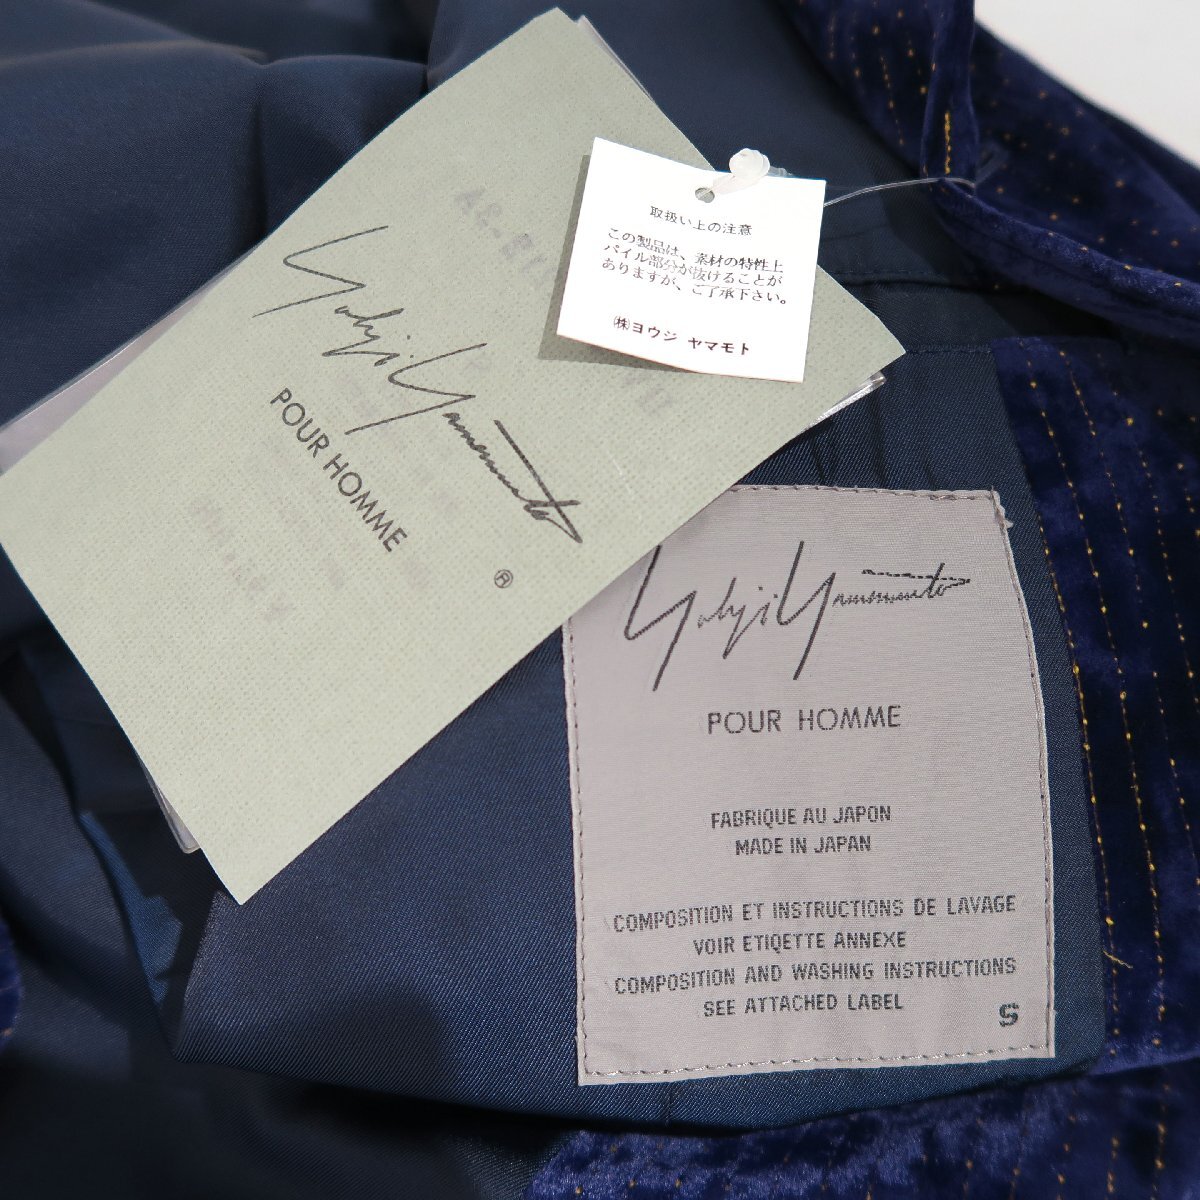 Yohji Yamamoto
POUR HOMME
®
取扱い上の注意
この製品は、素材の特性上
パイル部分が抜けることが
ありますが、ご了承下さい。
㈱ヨウジ ヤマモト
Yohji Yamamoto
POUR HOMME
FABRIQUE AU JAPON
MADE IN JAPAN
COMPOSITION ET INSTRUCTIONS DE LAVAGE
VOIR ETIQETTE ANNEXE
COMPOSITION AND WASHING INSTRUCTIONS
SEE ATTACHED LABEL
S